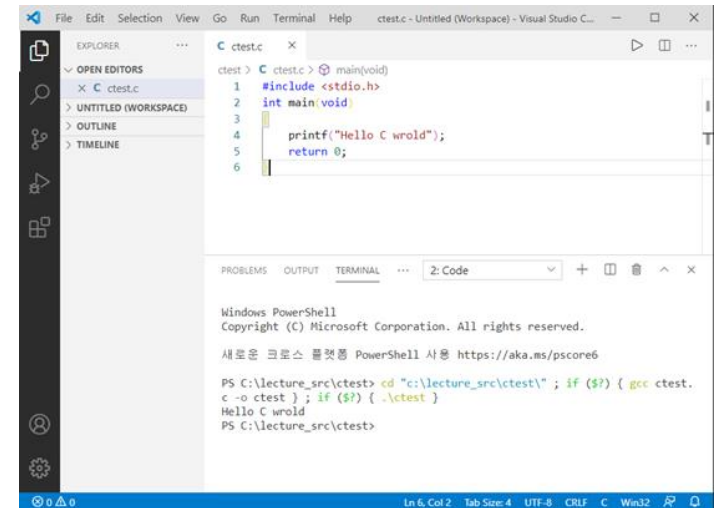 File Edit Selection View Go Run Terminal Help ctest.c - Untitled (Workspace) - Visual Studio C...
EXPLORER ...
OPEN EDITORS
C ctest.c
UNTITLED (WORKSPACE)
OUTLINE
TIMELINE
C ctest.c
ctest > C ctest.c > main(void)
1 #include <stdio.h>
2 int main(void)
3
4 printf("Hello C wrold");
5 return 0;
6
PROBLEMS OUTPUT TERMINAL ... 2: Code
Windows PowerShell
Copyright (C) Microsoft Corporation. All rights reserved.
새로운 크로스 플랫폼 PowerShell 사용 https://aka.ms/pscore6
PS C:\lecture_src\ctest> cd "c:\lecture_src\ctest\" ; if ($?) { gcc ctest.
c -o ctest } ; if ($?) { .\ctest }
Hello C wrold
PS C:\lecture_src\ctest>
0 0 Ln 6, Col 2 Tab Size: 4 UTF-8 CRLF C Win32